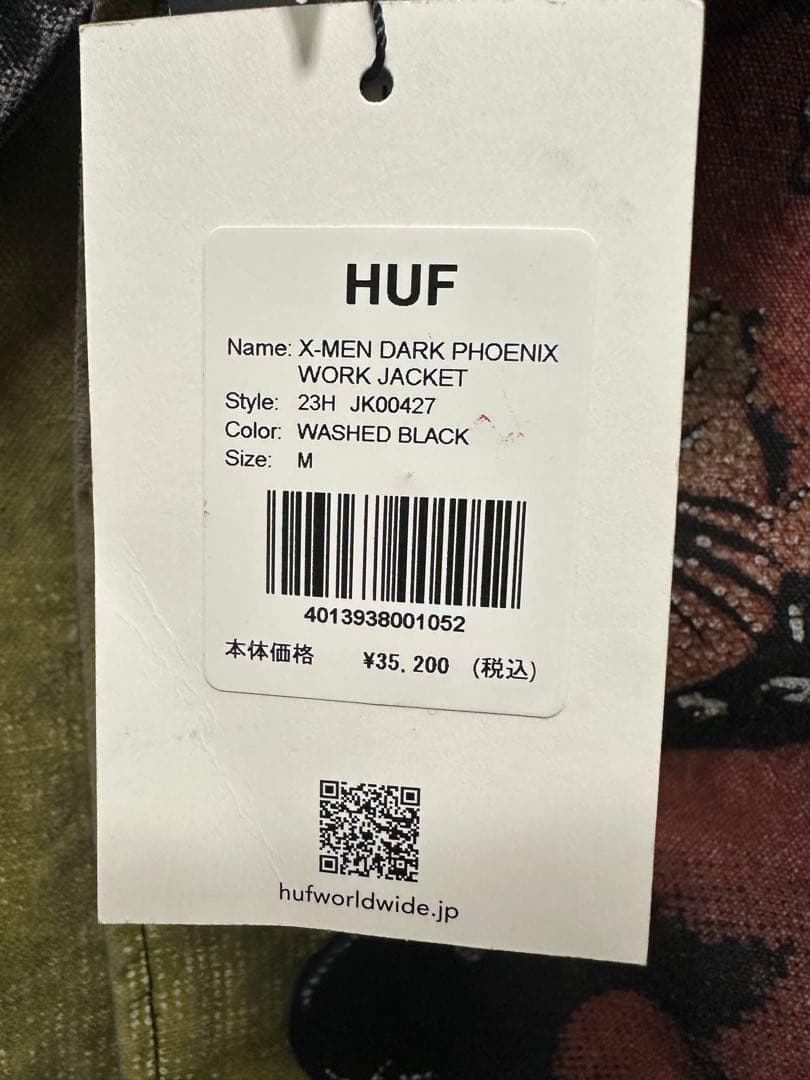 HUF
Name: X-MEN DARK PHOENIX
WORK JACKET
Style: 23H JK00427
Color: WASHED BLACK
Size: M
4013938001052
本体価格 ¥35,200 (税込)
hufworldwide.jp